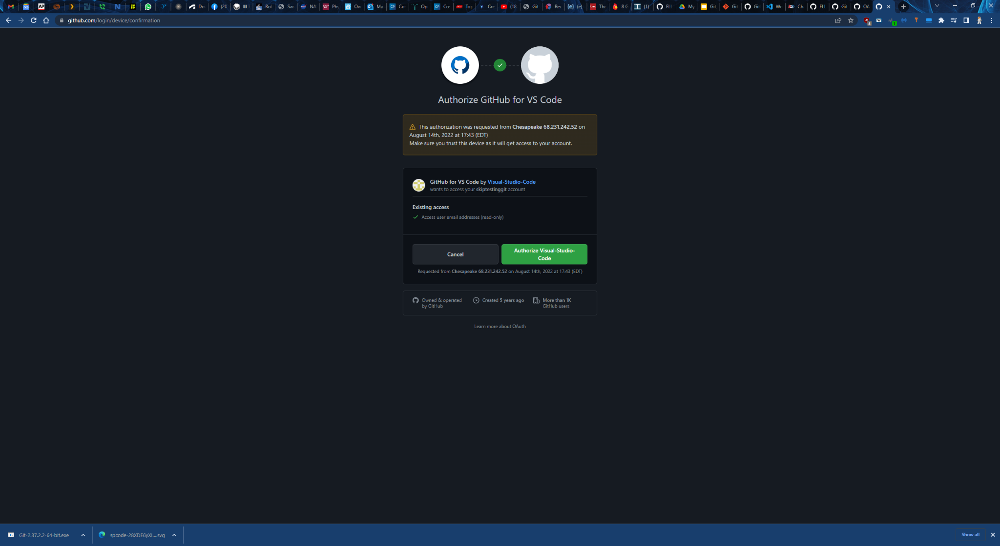 Do
(20
Rol
Sar
NA
Ph
Ov
Ma
Co
Op
Co
Top
Cre
(18
Git
Reu
(e)
The
8 G
(1)
FLL
My
Git
Git
Git
We
Ch
FLL
Git
OA
github.com/login/device/confirmation
4
1
Authorize GitHub for VS Code
This authorization was requested from Chesapeake 68.231.242.52 on
August 14th, 2022 at 17:43 (EDT)
Make sure you trust this device as it will get access to your account.
GitHub for VS Code by Visual-Studio-Code
wants to access your skiptestinggit account
Existing access
Access user email addresses (read-only)
Cancel
Authorize Visual-Studio-
Code
Requested from Chesapeake 68.231.242.52 on August 14th, 2022 at 17:43 (EDT)
Owned & operated
by GitHub
Created 5 years ago
More than 1K
GitHub users
Learn more about OAuth
Git-2.37.2.2-64-bit.exe
spcode-28XDE6yXI....svg
Show all